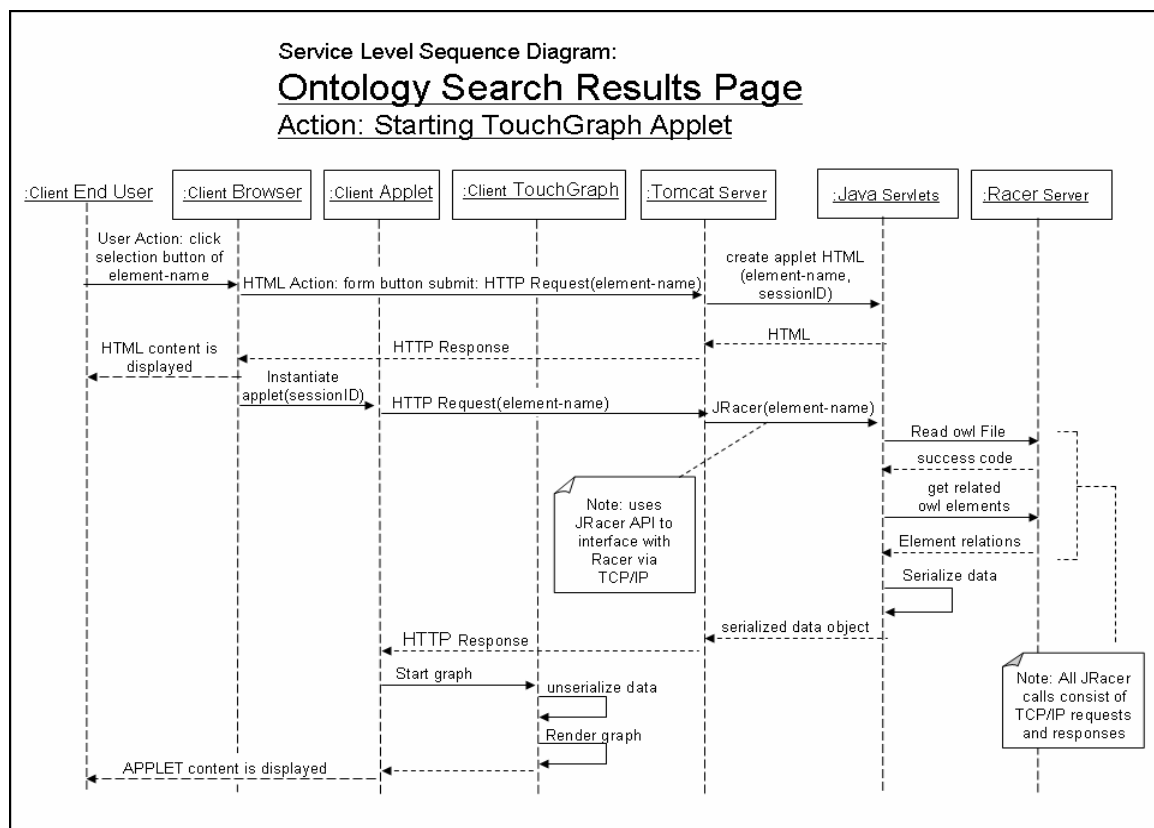 Service Level Sequence Diagram:
Ontology Search Results Page
Action: Starting TouchGraph Applet
:Client End User
:Client Browser
:Client Applet
:Client TouchGraph
:Tomcat Server
:Java Servlets
:Racer Server
User Action: click
selection button of
element-name
HTML Action: form button submit: HTTP Request(element-name)
create applet HTML
(element-name,
sessionID)
HTML
HTTP Response
HTML content is
displayed
Instantiate
applet(sessionID)
HTTP Request(element-name)
JRacer(element-name)
Read owl File
success code
get related
owl elements
Element relations
Note: uses
JRacer API to
interface with
Racer via
TCP/IP
Serialize data
serialized data object
HTTP Response
Start graph
unserialize data
Render graph
APPLET content is displayed
Note: All JRacer
calls consist of
TCP/IP requests
and responses